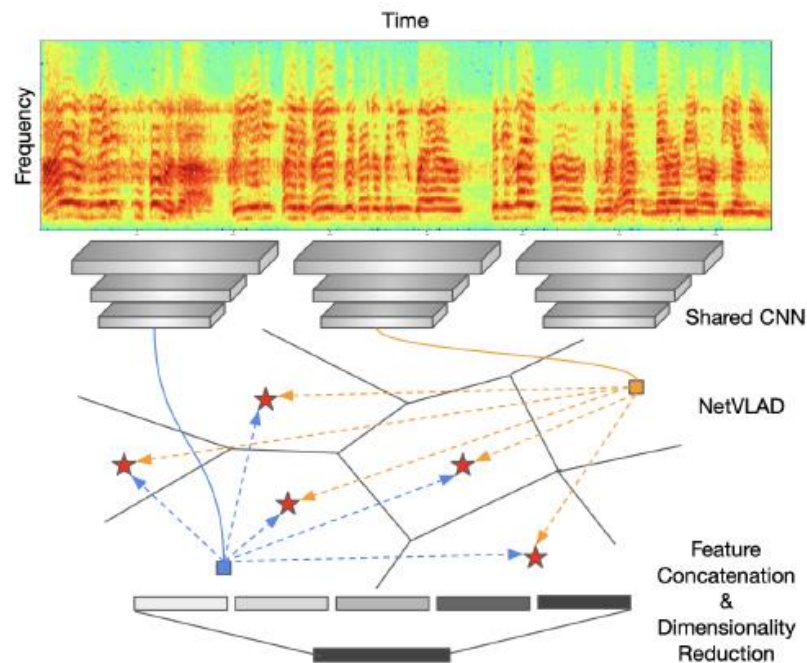 Time
Frequency
Shared CNN
NetVLAD
Feature
Concatenation
&
Dimensionality
Reduction